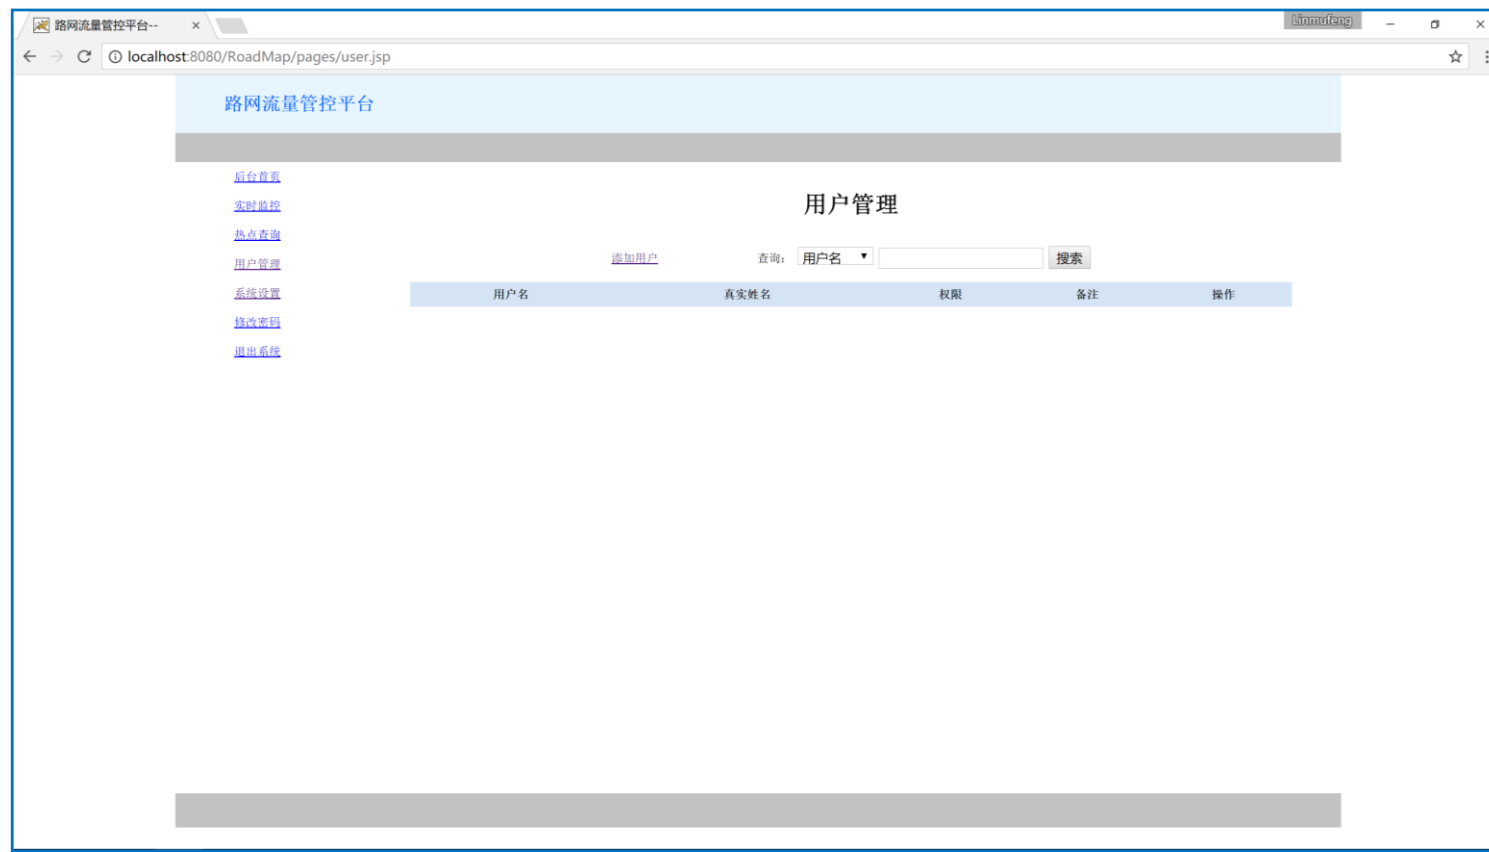 路网流量管控平台--
Linmufeng
localhost:8080/RoadMap/pages/user.jsp
路网流量管控平台
后台首页
实时监控
热点查询
用户管理
系统设置
修改密码
退出系统
用户管理
添加用户 查询: 用户名 搜索
用户名 真实姓名 权限 备注 操作